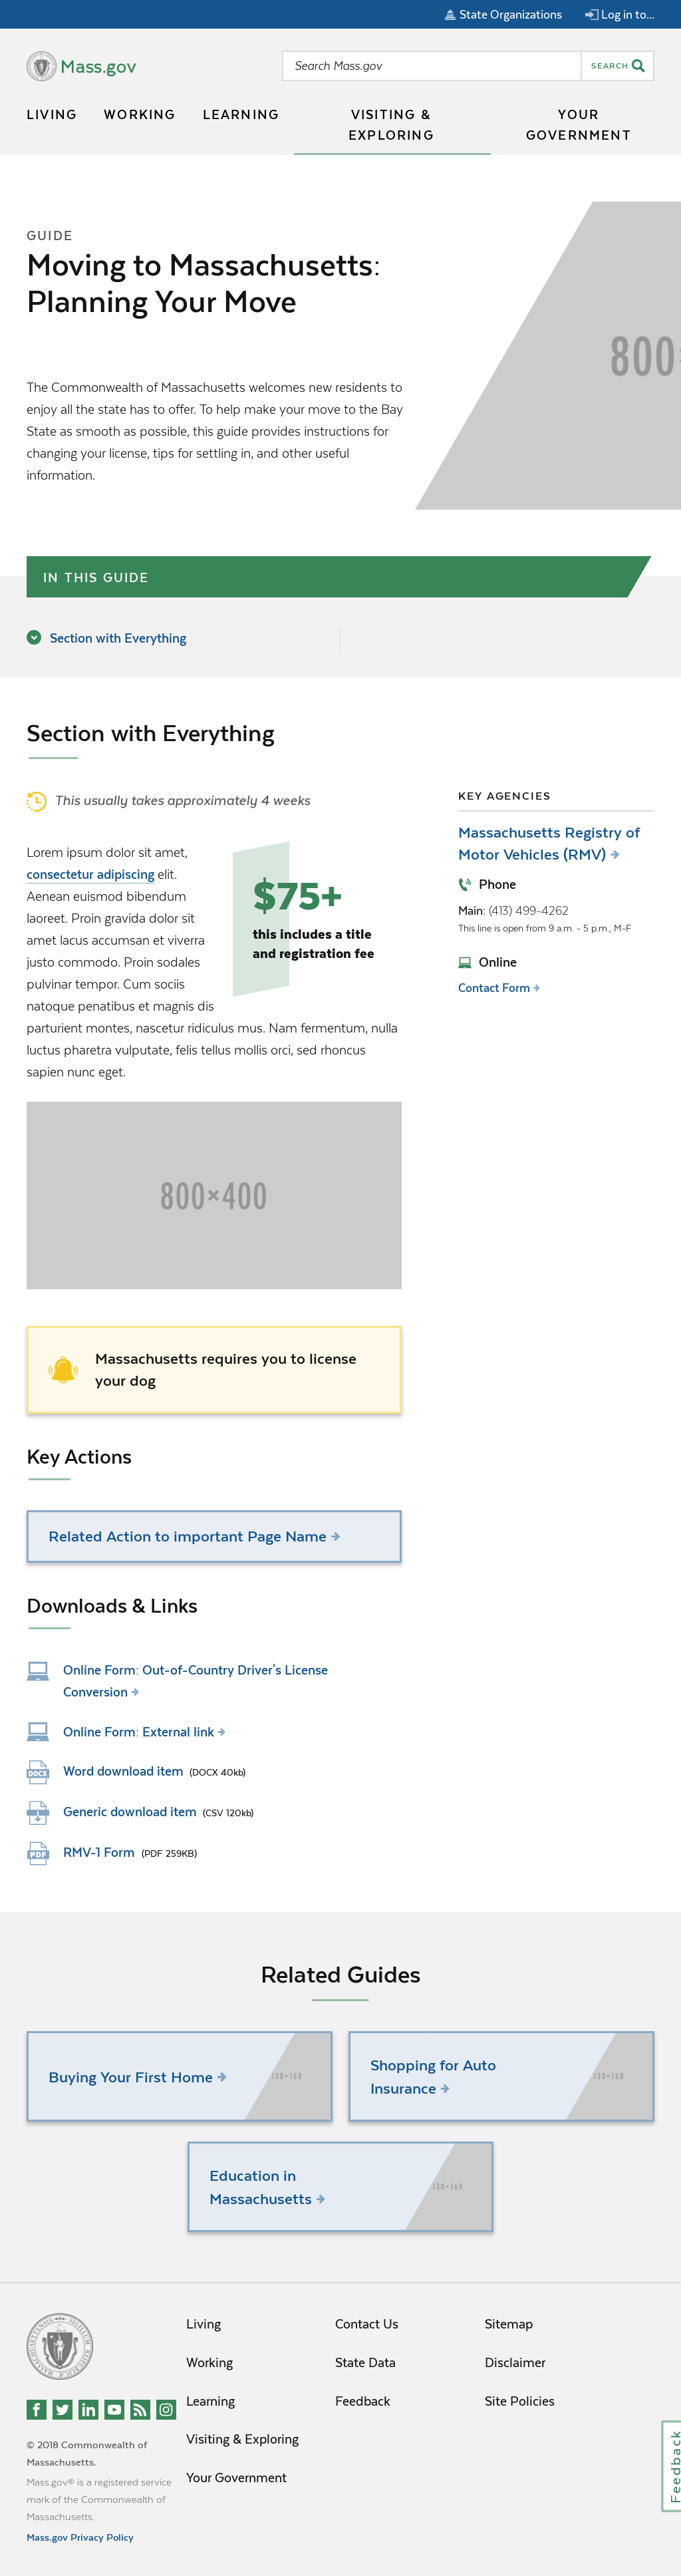 State Organizations
Log in to...
Mass.gov
Search Mass.gov
SEARCH
LIVING
WORKING
LEARNING
VISITING &
EXPLORING
YOUR
GOVERNMENT
GUIDE
Moving to Massachusetts:
Planning Your Move
The Commonwealth of Massachusetts welcomes new residents to
enjoy all the state has to offer. To help make your move to the Bay
State as smooth as possible, this guide provides instructions for
changing your license, tips for settling in, and other useful
information.
800×
IN THIS GUIDE
Section with Everything
Section with Everything
This usually takes approximately 4 weeks
Lorem ipsum dolor sit amet,
consectetur adipiscing elit.
Aenean euismod bibendum
laoreet. Proin gravida dolor sit
amet lacus accumsan et viverra
justo commodo. Proin sodales
pulvinar tempor. Cum sociis
natoque penatibus et magnis dis
parturient montes, nascetur ridiculus mus. Nam fermentum, nulla
luctus pharetra vulputate, felis tellus mollis orci, sed rhoncus
sapien nunc eget.
$75+
this includes a title
and registration fee
800×400
Massachusetts requires you to license
your dog
Key Actions
Related Action to important Page Name
Downloads & Links
Online Form: Out-of-Country Driver's License
Conversion
Online Form: External link
DOCX
Word download item (DOCX 40kb)
Generic download item (CSV 120kb)
PDF
RMV-1 Form (PDF 259KB)
KEY AGENCIES
Massachusetts Registry of
Motor Vehicles (RMV)
Phone
Main: (413) 499-4262
This line is open from 9 a.m. - 5 p.m., M-F
Online
Contact Form
Related Guides
Buying Your First Home
130×160
Shopping for Auto
Insurance
130×160
Education in
Massachusetts
130×160
Living
Working
Learning
Visiting & Exploring
Your Government
Contact Us
State Data
Feedback
Sitemap
Disclaimer
Site Policies
© 2018 Commonwealth of
Massachusetts.
Mass.gov® is a registered service
mark of the Commonwealth of
Massachusetts.
Mass.gov Privacy Policy
Feedback